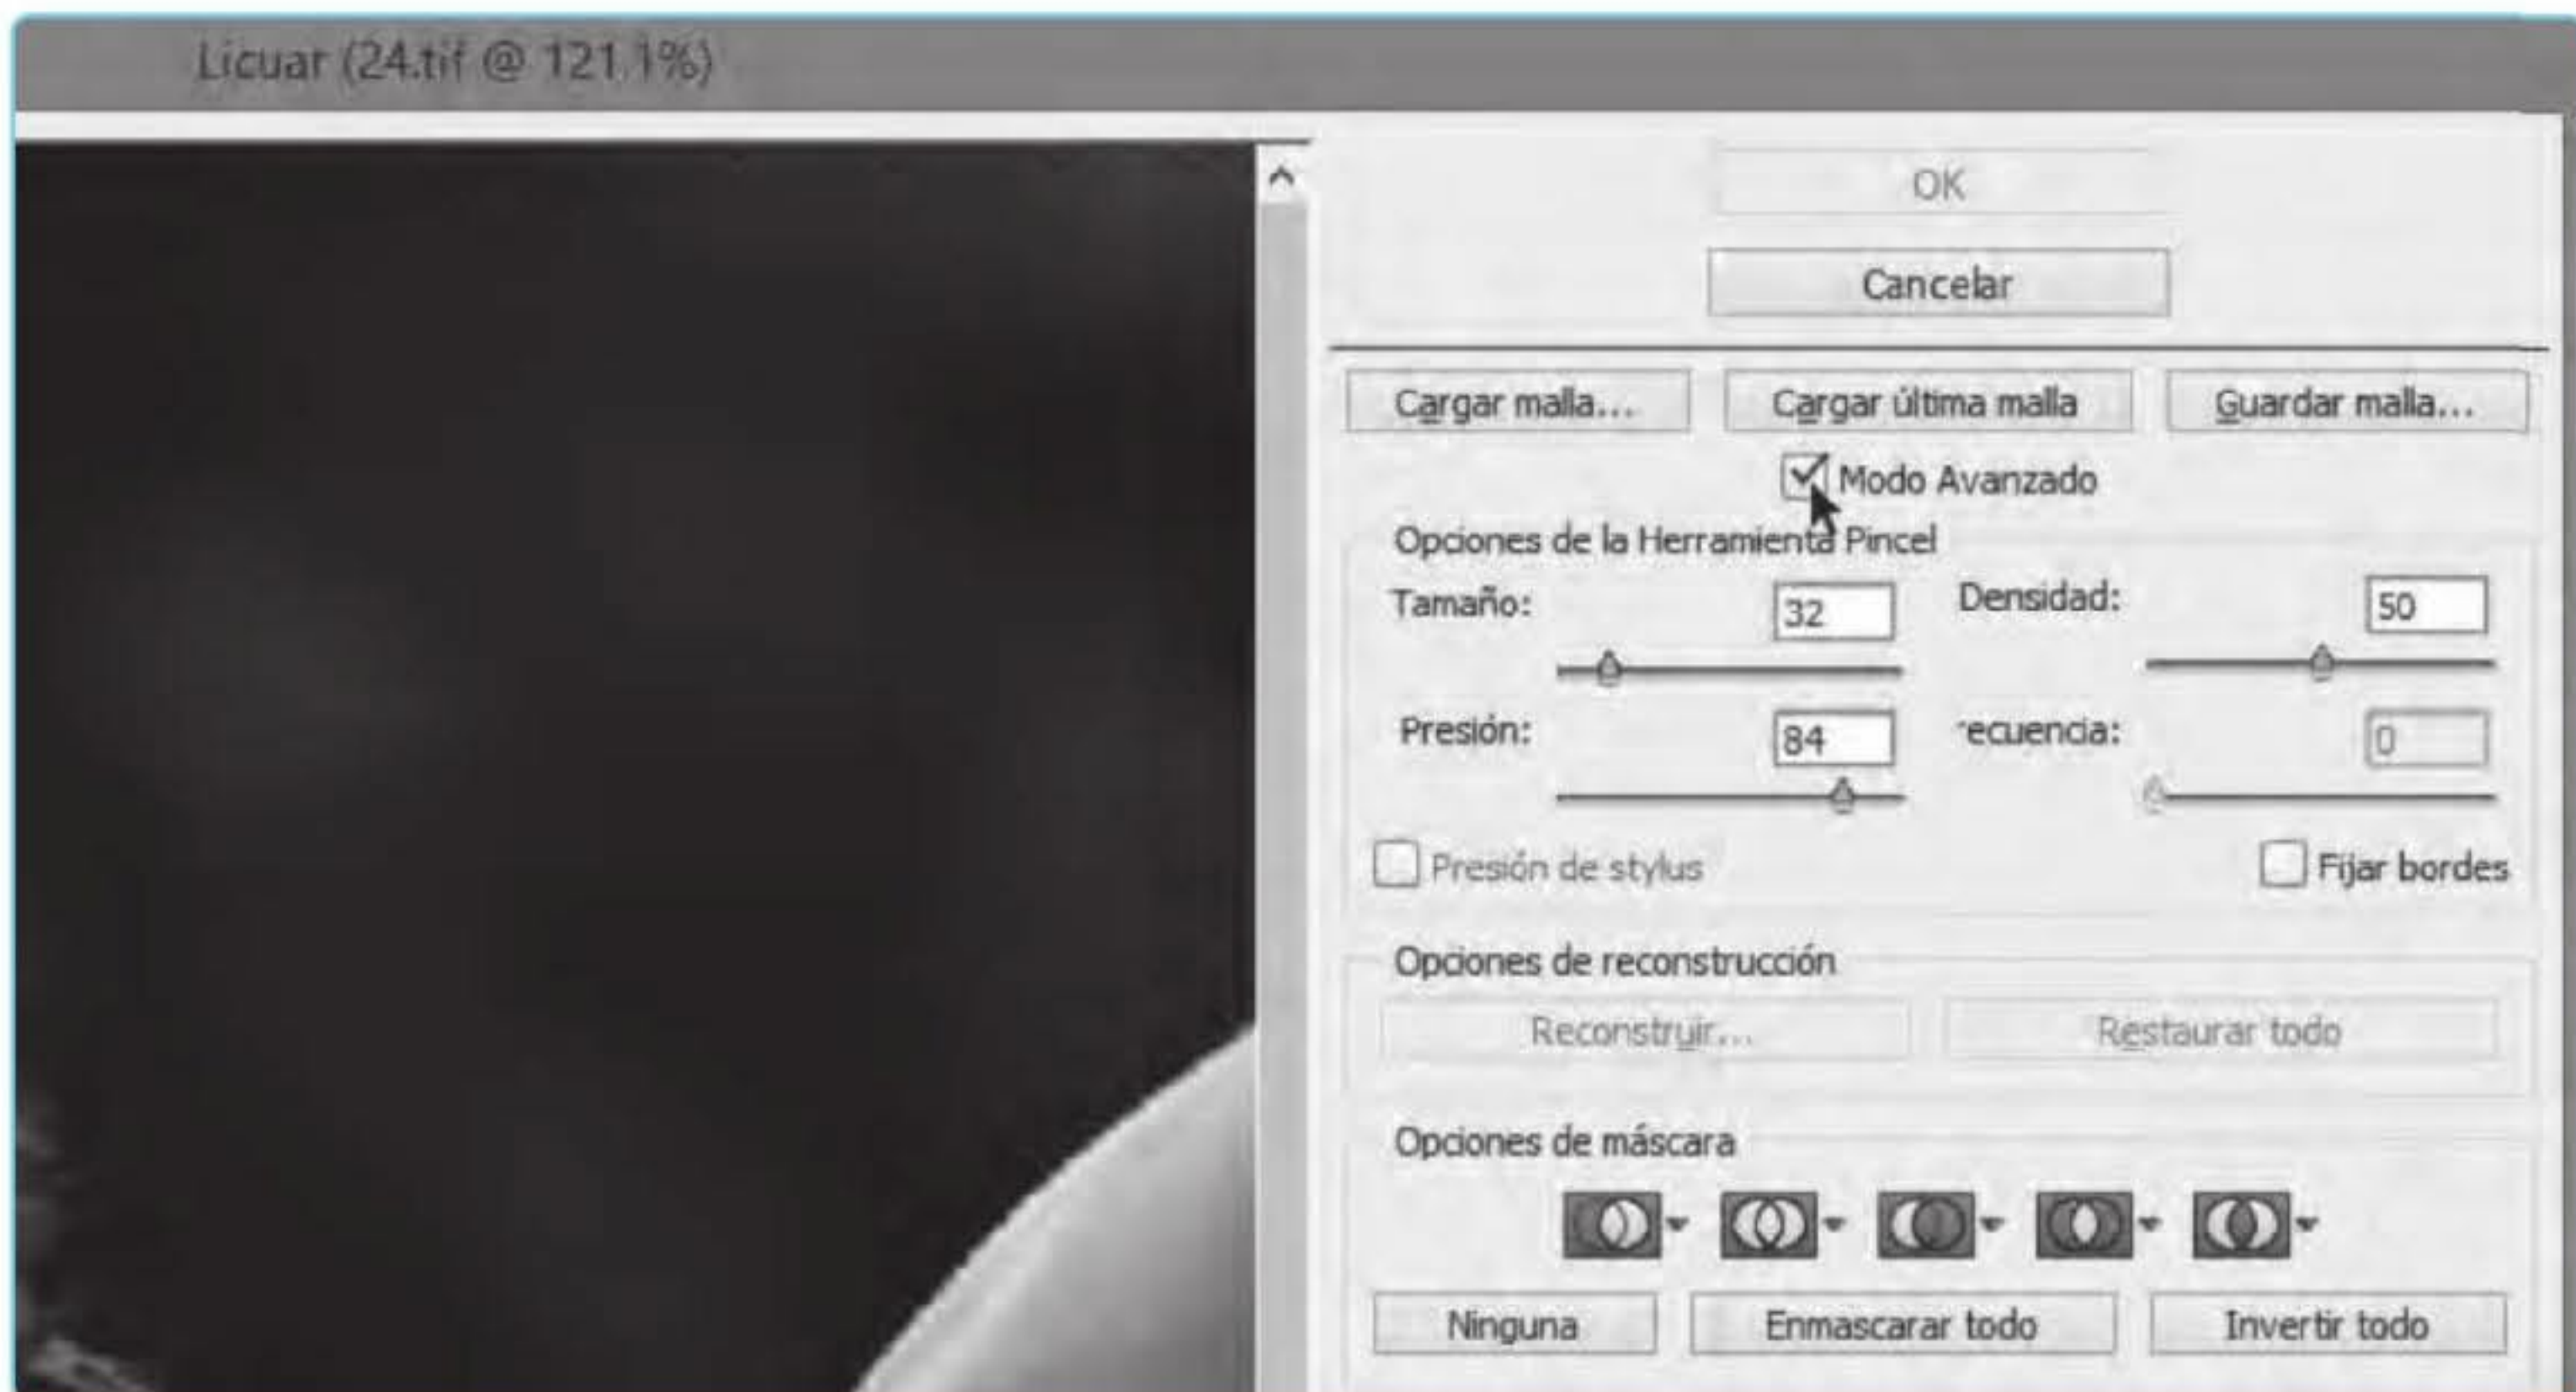 Licuar (24.tif @ 121.1%)
OK
Cancelar
Cargar malla... Cargar última malla Guardar malla...
Modo Avanzado
Opciones de la Herramienta Pincel
Tamaño: 32 Densidad: 50
Presión: 84 ecuencia: 0
Presión de stylus Fijar bordes
Opciones de reconstrucción
Reconstruir... Restaurar todo
Opciones de máscara
Ninguna Enmascarar todo Invertir todo